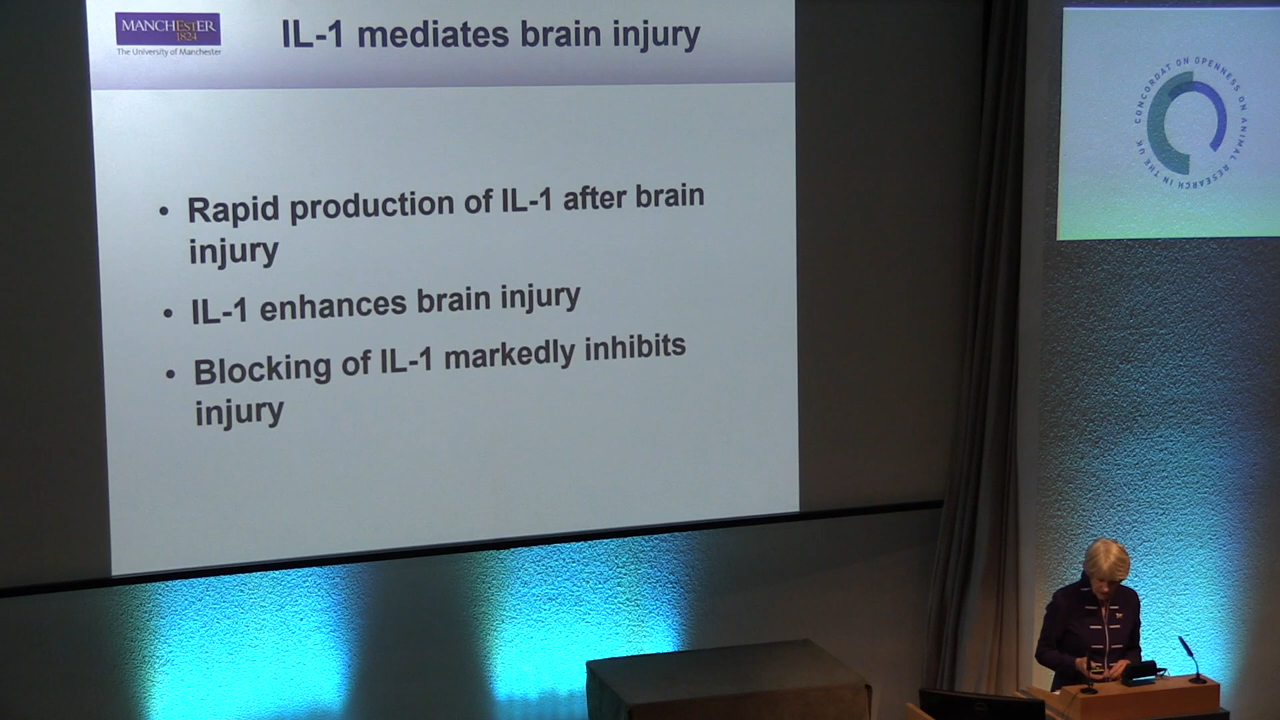 MANCHESTER
1824
The University of Manchester
IL-1 mediates brain injury
• Rapid production of IL-1 after brain
injury
• IL-1 enhances brain injury
• Blocking of IL-1 markedly inhibits
injury
CONCORDAT ON OPENNESS ON ANIMAL RESEARCH IN THE UK